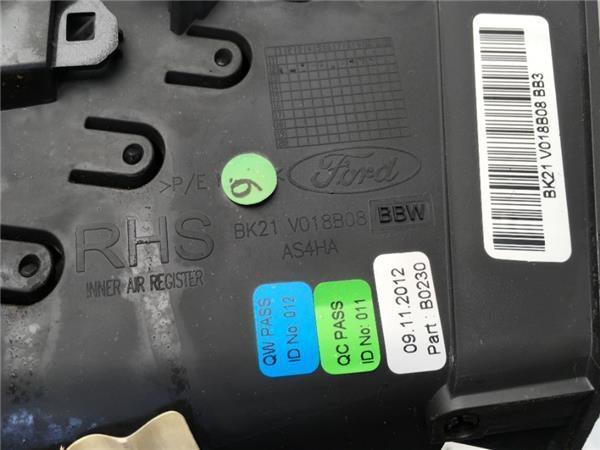 >P/E
6
Ford
RHS
BK21 V018B08 BBW
AS4HA
INNER AIR REGISTER
QW PASS
ID No: 012
QC PASS
ID No: 011
09.11.2012
Part : B0230
BK21 V018B08 BB3